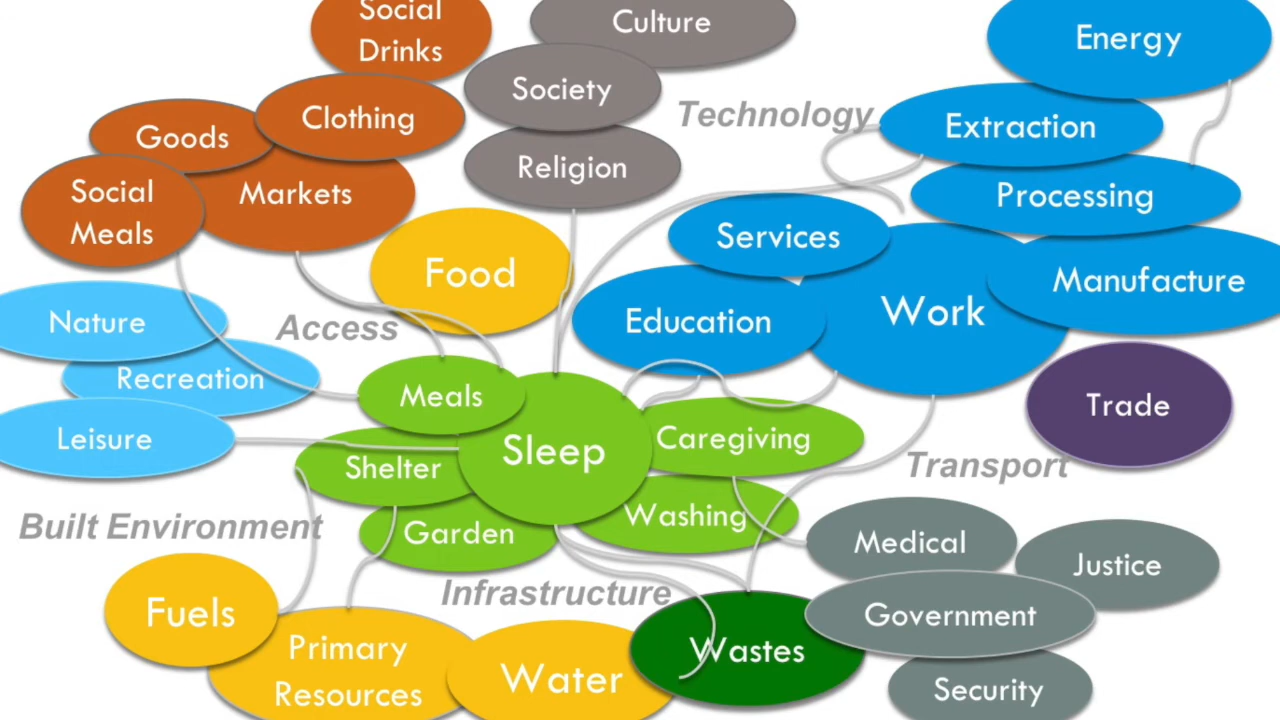 Social
Drinks
Culture
Energy
Society
Technology
Clothing
Extraction
Goods
Religion
Social
Meals
Markets
Processing
Services
Food
Manufacture
Work
Nature
Access
Education
Recreation
Meals
Trade
Leisure
Sleep
Caregiving
Shelter
Transport
Built Environment
Garden
Washing
Medical
Justice
Infrastructure
Fuels
Government
Primary
Resources
Water
Wastes
Security